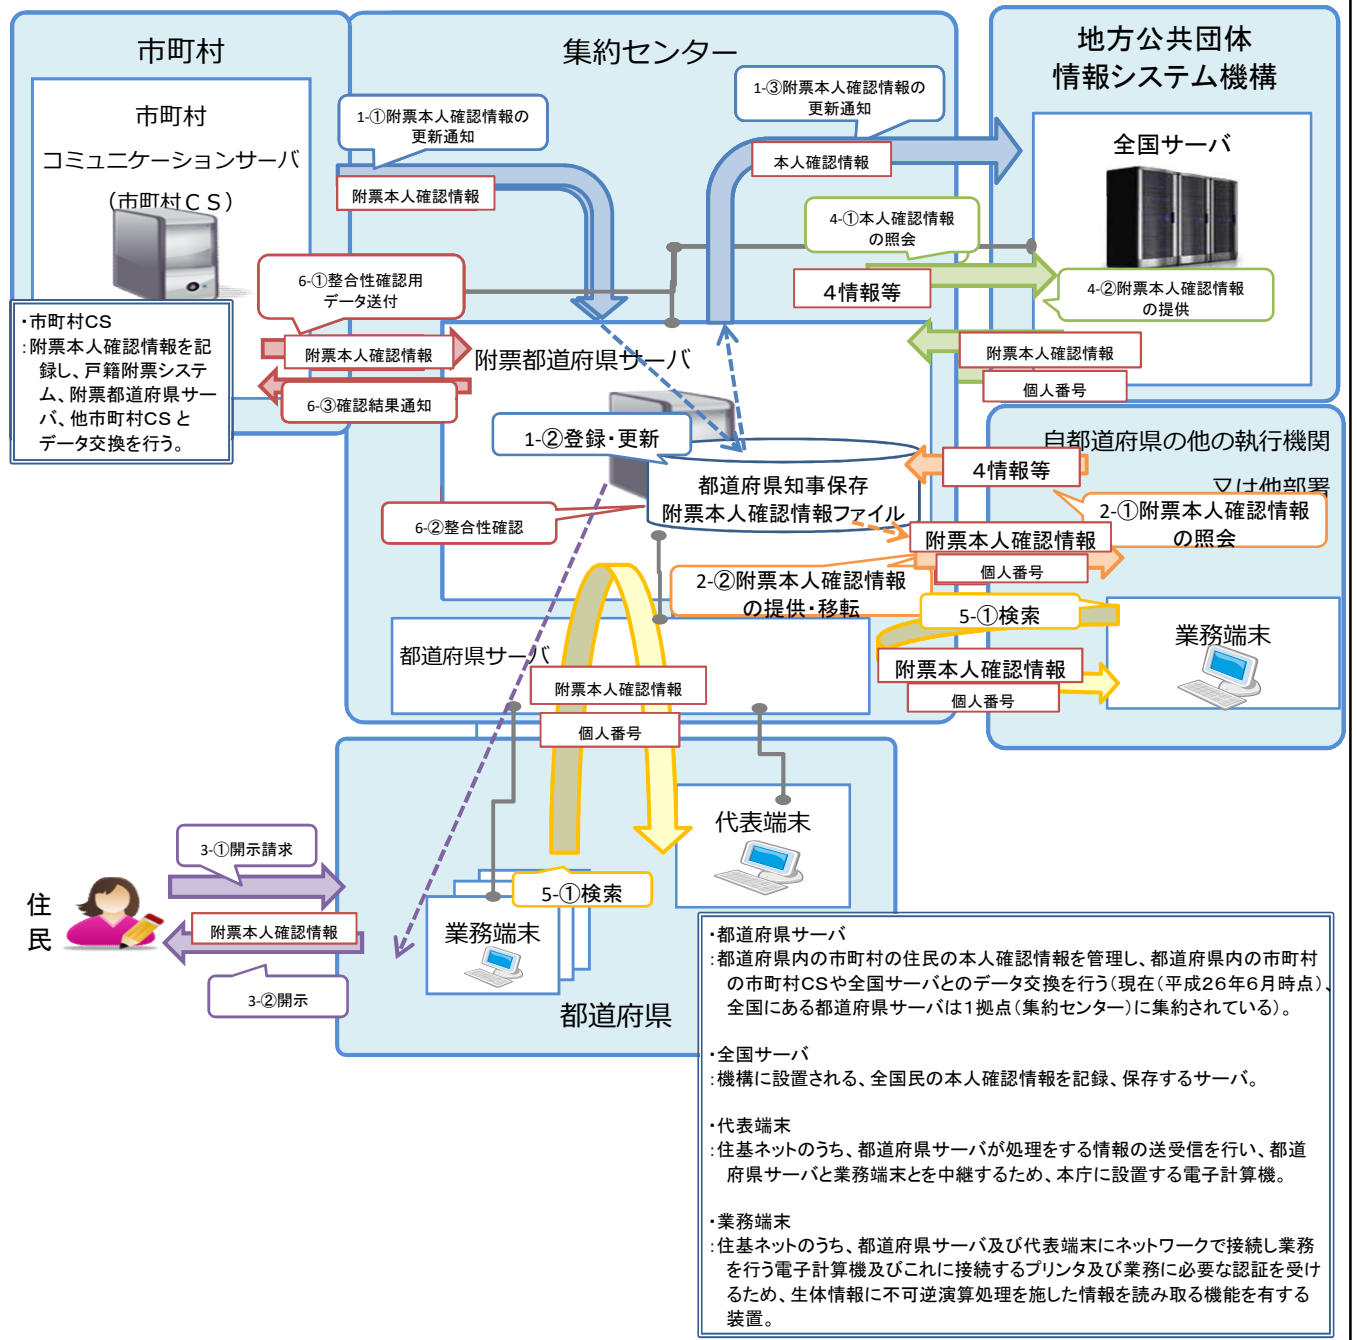 市町村
市町村
コミュニケーションサーバ
（市町村ＣＳ）
・市町村CS
：附票本人確認情報を記
録し、戸籍附票システ
ム、附票都道府県サー
バ、他市町村CS と
データ交換を行う。
集約センター
1-①附票本人確認情報の
更新通知
附票本人確認情報
1-③附票本人確認情報の
更新通知
本人確認情報
地方公共団体
情報システム機構
全国サーバ
4-①本人確認情報
の照会
4情報等
4-②附票本人確認情報
の提供
附票本人確認情報
個人番号
6-①整合性確認用
データ送付
附票本人確認情報
6-③確認結果通知
附票都道府県サーバ
1-②登録・更新
都道府県知事保存
附票本人確認情報ファイル
6-②整合性確認
自都道府県の他の執行機関
又は他部署
4情報等
2-①附票本人確認情報
の照会
附票本人確認情報
個人番号
2-②附票本人確認情報
の提供・移転
5-①検索
業務端末
附票本人確認情報
個人番号
都道府県サーバ
附票本人確認情報
個人番号
代表端末
5-①検索
業務端末
都道府県
住
民
3-①開示請求
附票本人確認情報
3-②開示
・都道府県サーバ
：都道府県内の市町村の住民の本人確認情報を管理し、都道府県内の市町村
の市町村CSや全国サーバとのデータ交換を行う（現在（平成26年6月時点）、
全国にある都道府県サーバは1拠点（集約センター）に集約されている）。
・全国サーバ
：機構に設置される、全国民の本人確認情報を記録、保存するサーバ。
・代表端末
：住基ネットのうち、都道府県サーバが処理をする情報の送受信を行い、都道
府県サーバと業務端末とを中継するため、本庁に設置する電子計算機。
・業務端末
：住基ネットのうち、都道府県サーバ及び代表端末にネットワークで接続し業務
を行う電子計算機及びこれに接続するプリンタ及び業務に必要な認証を受け
るため、生体情報に不可逆演算処理を施した情報を読み取る機能を有する
装置。